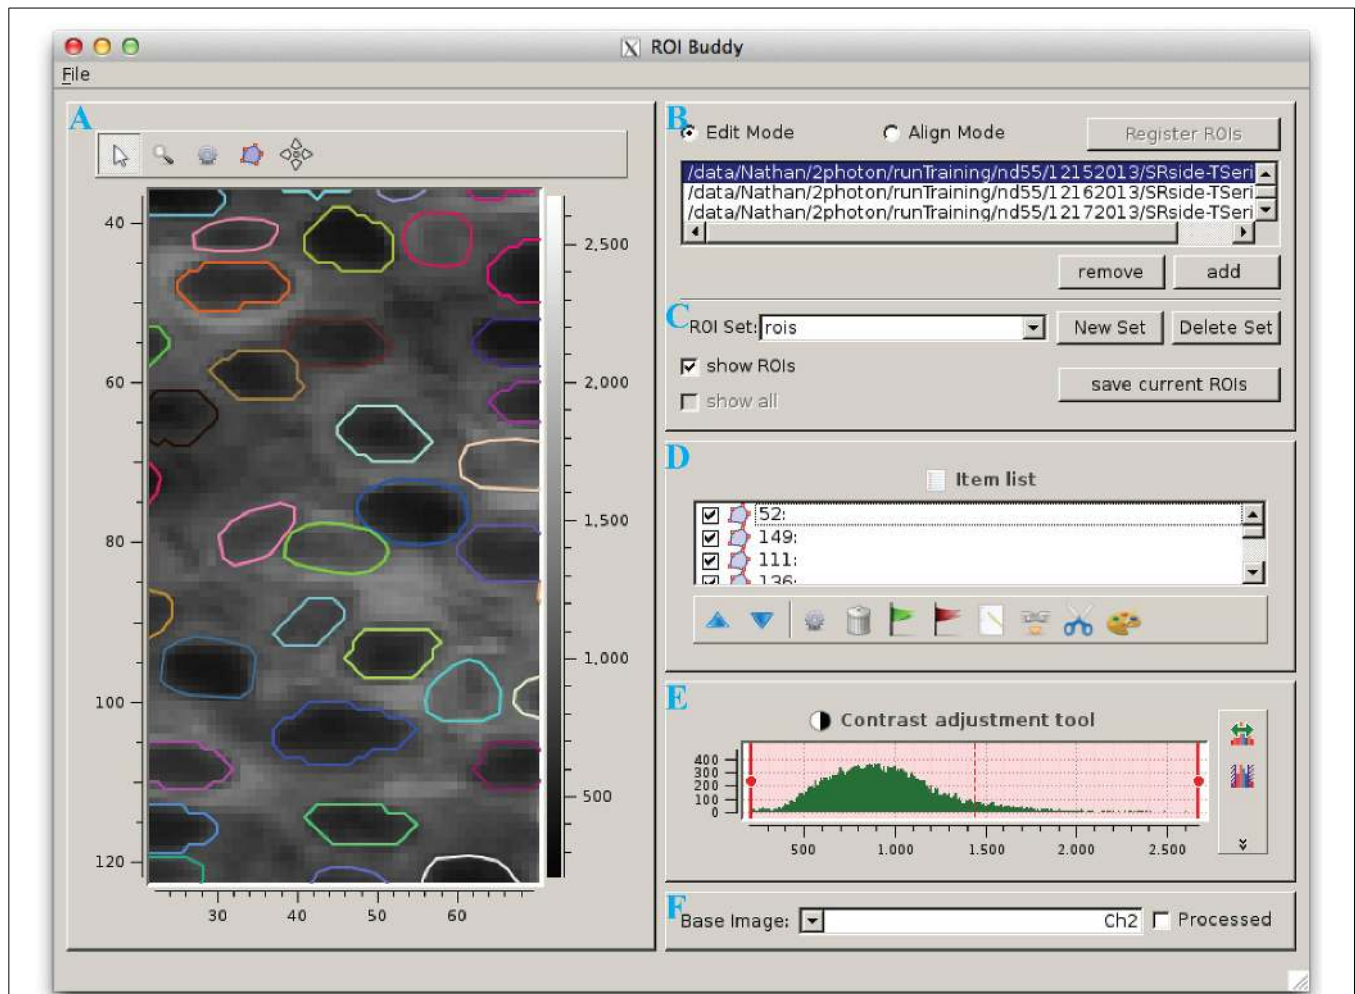 ROI Buddy
File
A
40
60
80
100
120
30 40 50 60
2,500
2,000
1,500
1,000
500
B
Edit Mode Align Mode Register ROIs
/data/Nathan/2photon/runTraining/nd55/12152013/SRside-TSeri
/data/Nathan/2photon/runTraining/nd55/12162013/SRside-TSeri
/data/Nathan/2photon/runTraining/nd55/12172013/SRside-TSeri
remove add
C
ROI Set: rois New Set Delete Set
show ROIs
save current ROIs
show all
D
Item list
52:
149:
111:
136:
E
Contrast adjustment tool
400
300
200
100
0
500 1.000 1.500 2.000 2.500
F
Base Image: Ch2 Processed